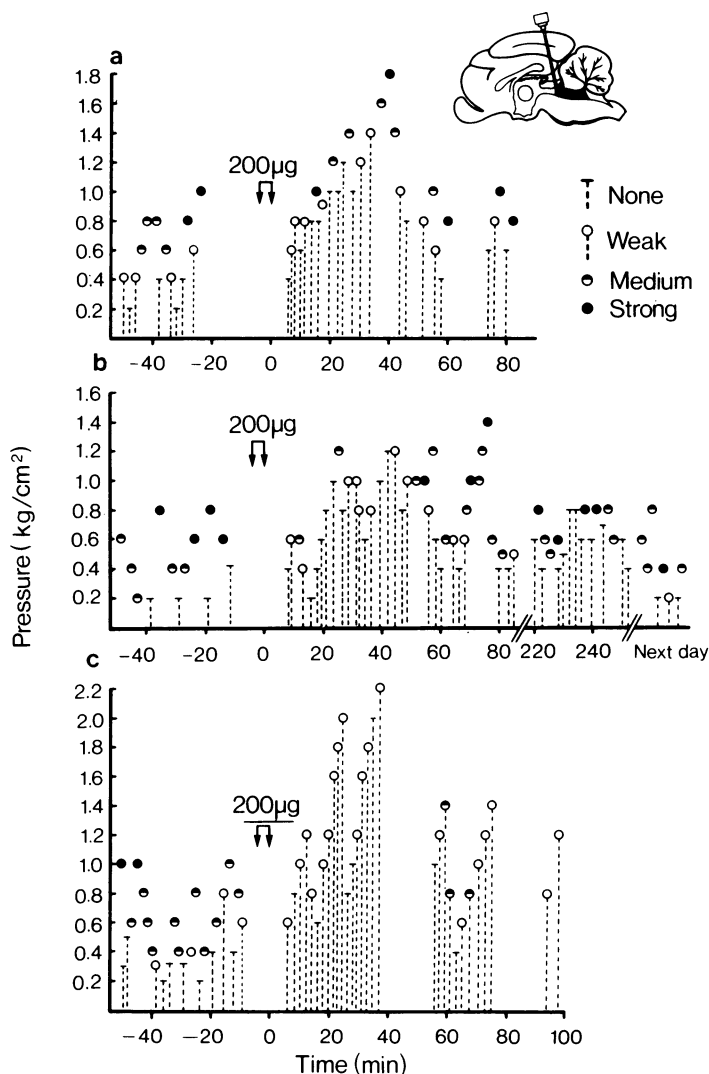 a
1.8
1.6
1.4
1.2
1.0
0.8
0.6
0.4
0.2
200µg
None
Weak
Medium
Strong
−40 −20 0 20 40 60 80
b
1.6
1.4
1.2
1.0
0.8
0.6
0.4
0.2
200µg
−40 −20 0 20 40 60 80 220 240 Next day
Pressure (kg/cm²)
c
2.2
2.0
1.8
1.6
1.4
1.2
1.0
0.8
0.6
0.4
0.2
200µg
−40 −20 0 20 40 60 80 100
Time (min)